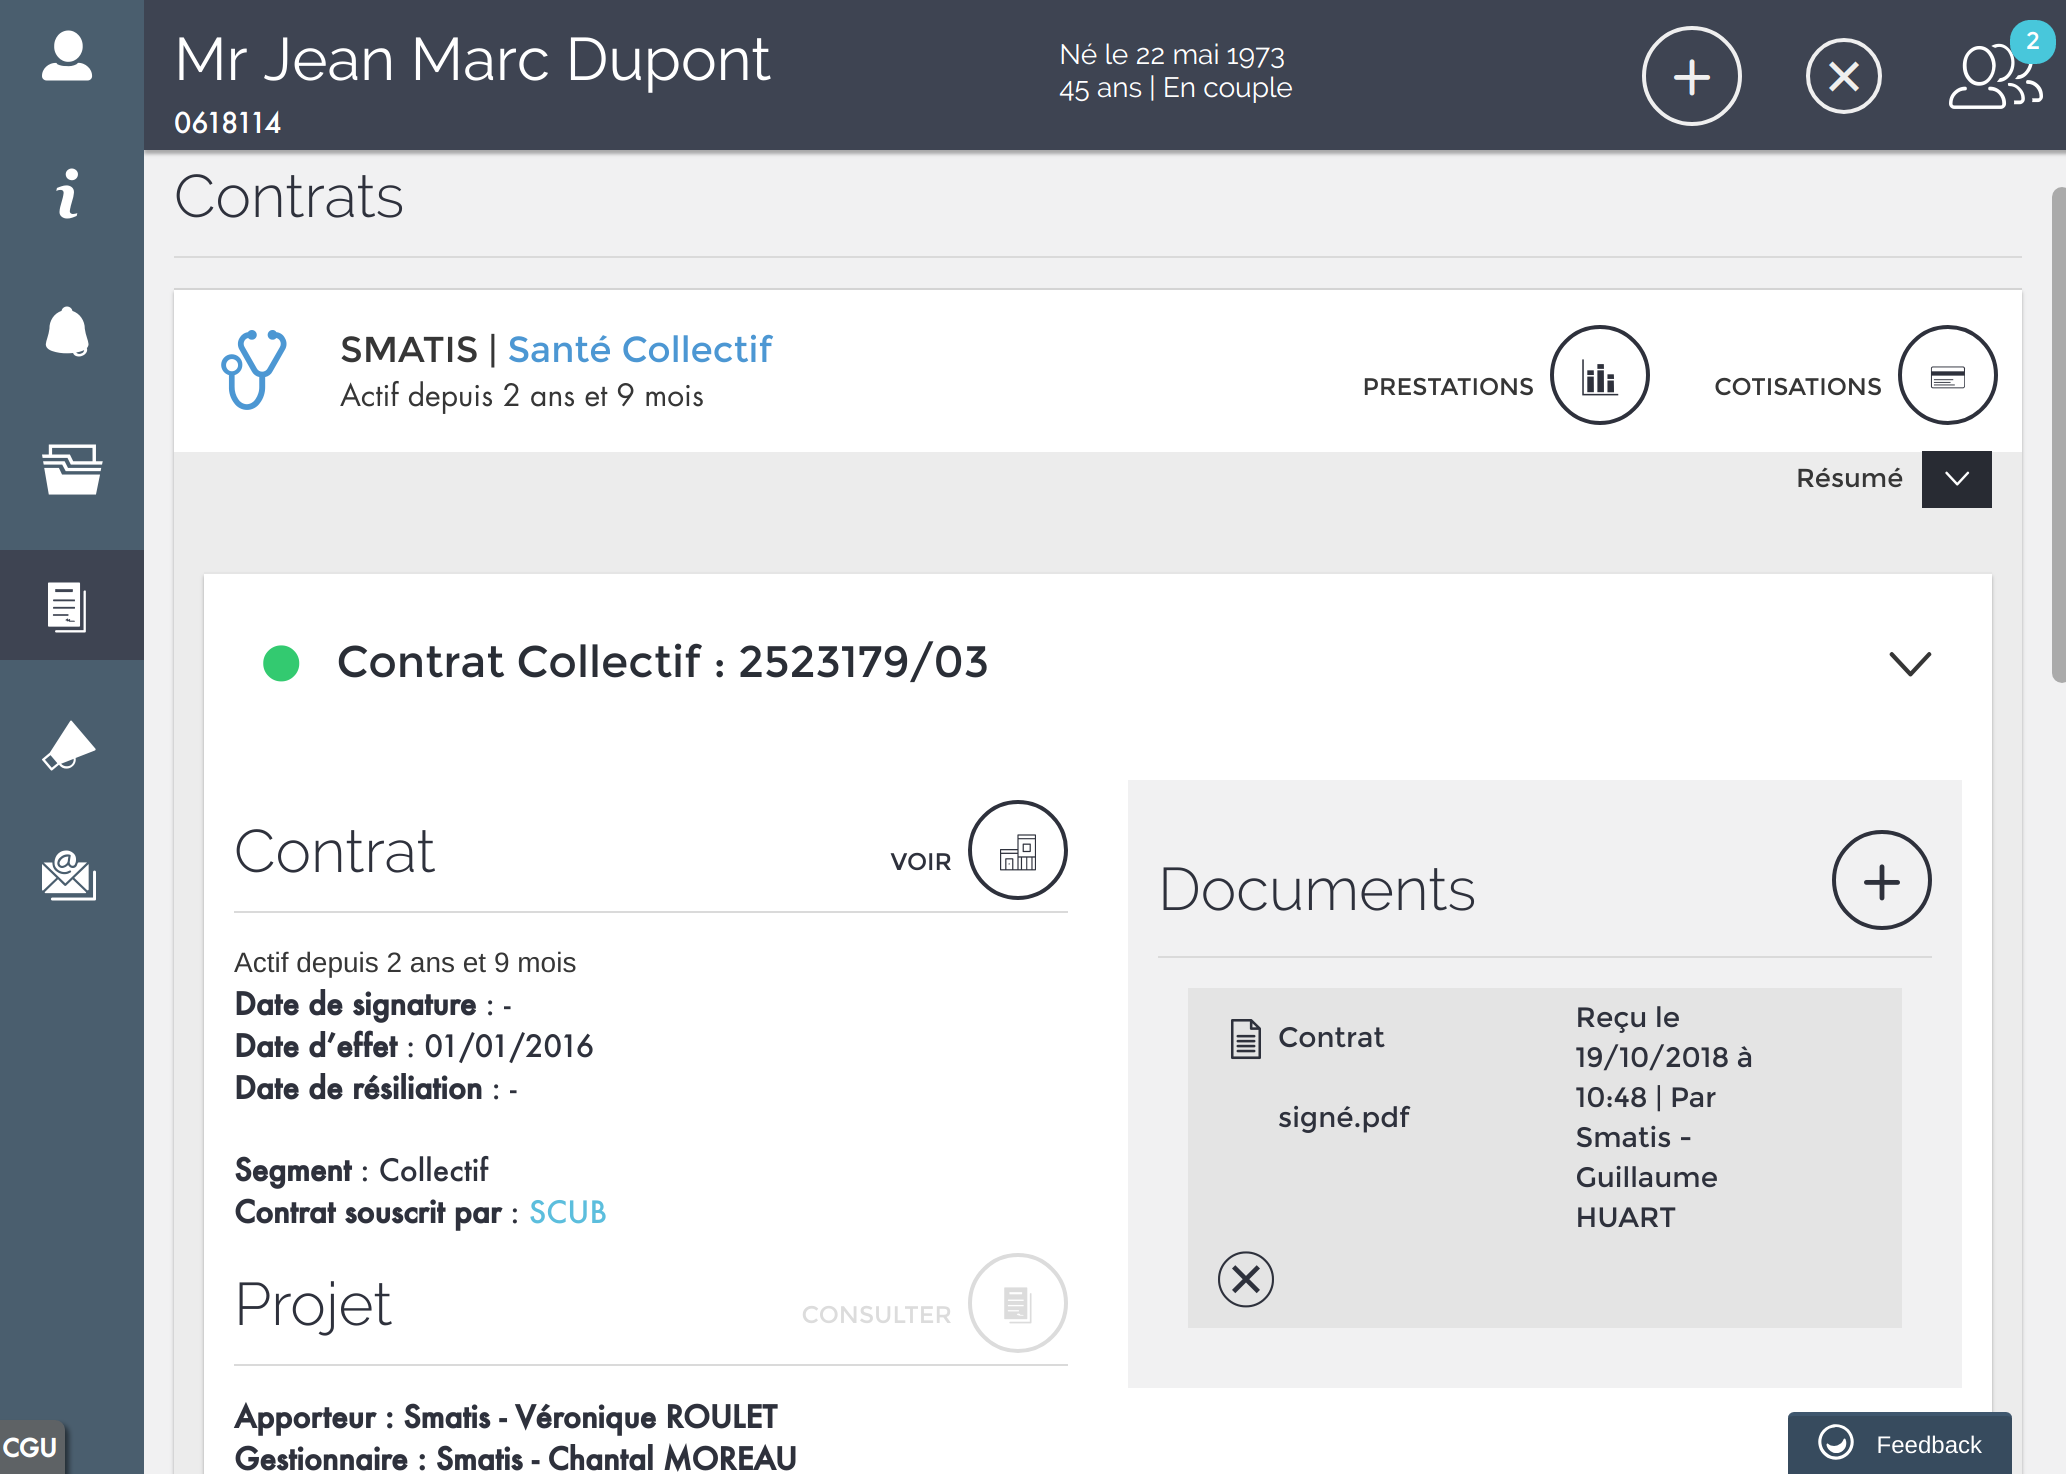 Mr Jean Marc Dupont
0618114
Né le 22 mai 1973
45 ans | En couple
2
Contrats
SMATIS | Santé Collectif
Actif depuis 2 ans et 9 mois
PRESTATIONS
COTISATIONS
Résumé
Contrat Collectif : 2523179/03
Contrat
VOIR
Actif depuis 2 ans et 9 mois
Date de signature : -
Date d'effet : 01/01/2016
Date de résiliation : -
Segment : Collectif
Contrat souscrit par : SCUB
Projet
CONSULTER
Apporteur : Smatis - Véronique ROULET
Gestionnaire : Smatis - Chantal MOREAU
Documents
Contrat
signé.pdf
Reçu le
19/10/2018 à
10:48 | Par
Smatis -
Guillaume
HUART
CGU
Feedback